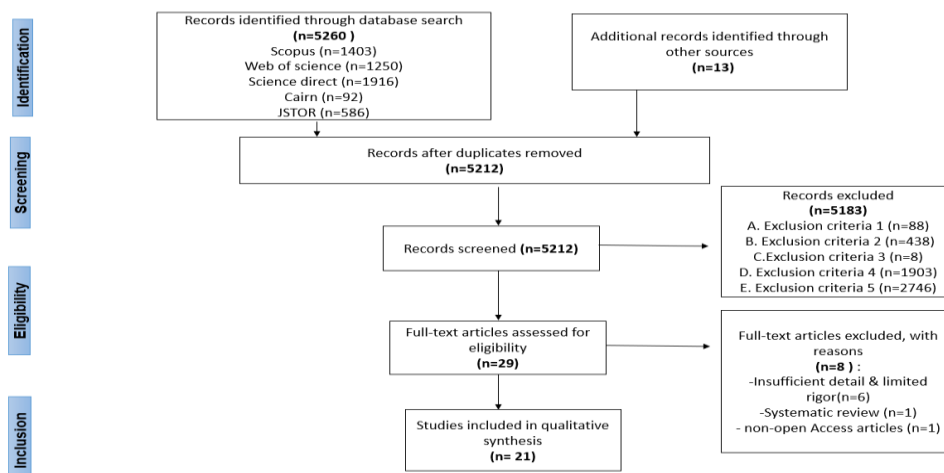 Identification
Records identified through database search
(n=5260 )
Scopus (n=1403)
Web of science (n=1250)
Science direct (n=1916)
Cairn (n=92)
JSTOR (n=586)
Additional records identified through
other sources
(n=13)
Screening
Records after duplicates removed
(n=5212)
Records screened (n=5212)
Records excluded
(n=5183)
A. Exclusion criteria 1 (n=88)
B. Exclusion criteria 2 (n=438)
C.Exclusion criteria 3 (n=8)
D. Exclusion criteria 4 (n=1903)
E. Exclusion criteria 5 (n=2746)
Eligibility
Full-text articles assessed for
eligibility
(n=29)
Full-text articles excluded, with
reasons
(n=8 ) :
-Insufficient detail & limited
rigor(n=6)
-Systematic review (n=1)
- non-open Access articles (n=1)
Inclusion
Studies included in qualitative
synthesis
(n= 21)